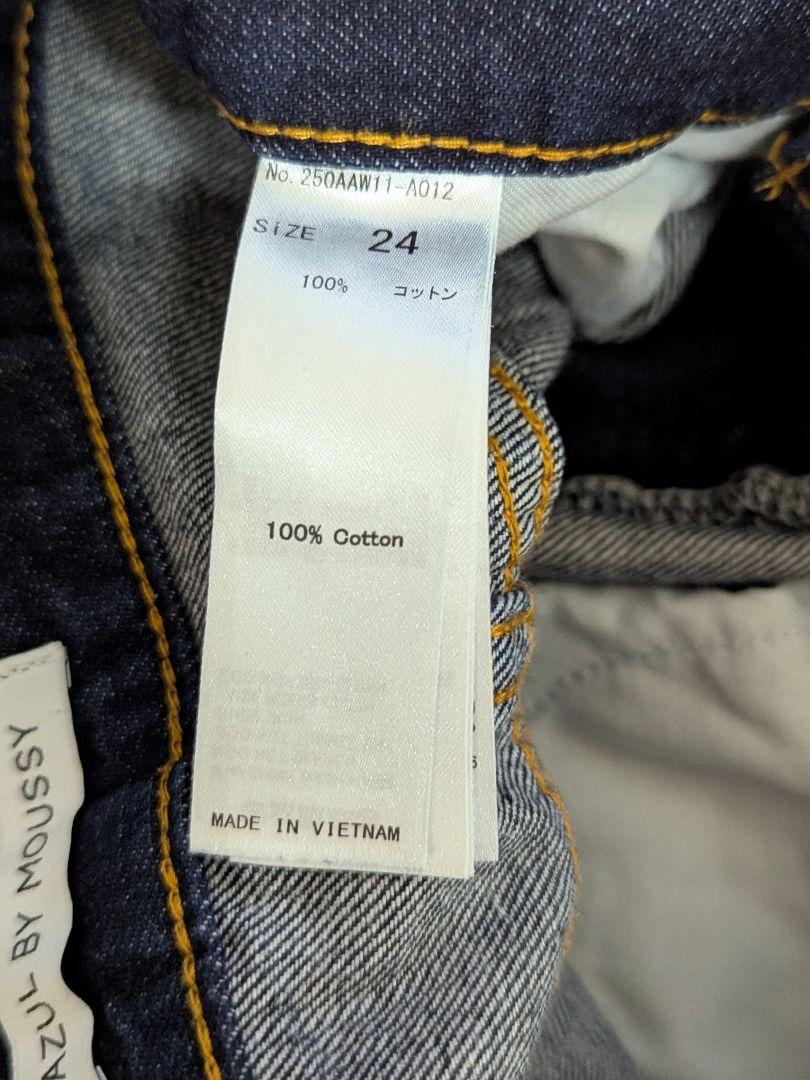 No. 250AAW11-A012
SiZE 24
100% コットン
100% Cotton
MADE IN VIETNAM
AZUL BY MOUSSY